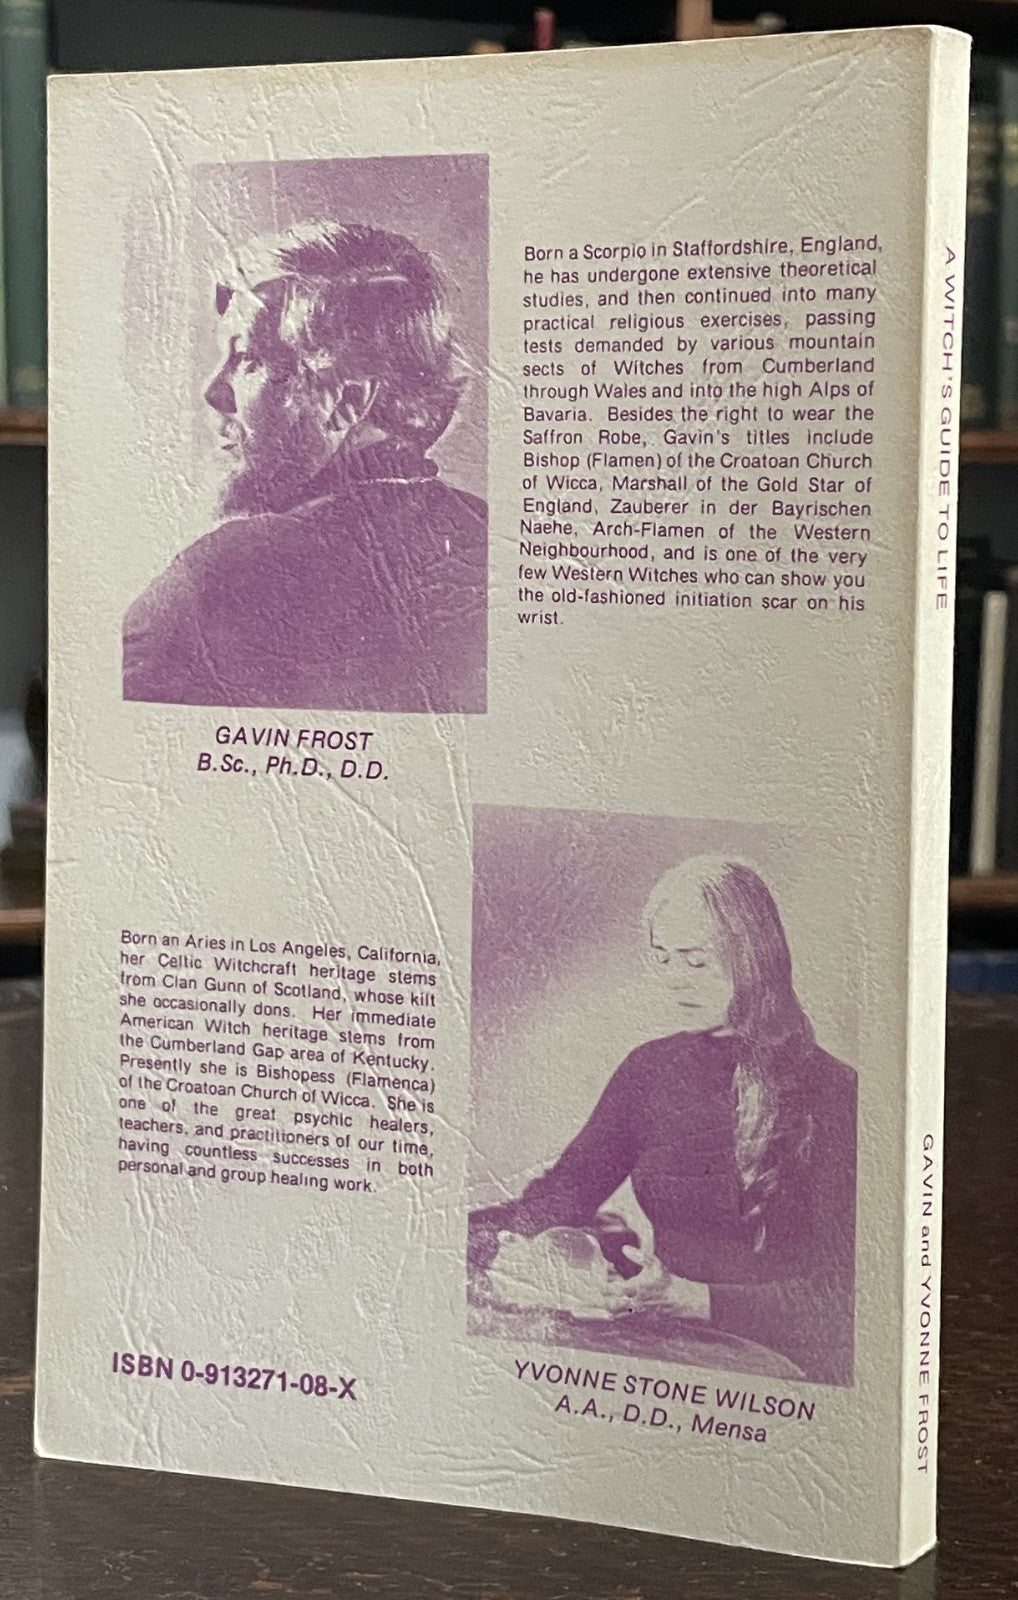 Born a Scorpio in Staffordshire, England,
he has undergone extensive theoretical
studies, and then continued into many
practical religious exercises, passing
tests demanded by various mountain
sects of Witches from Cumberland
through Wales and into the high Alps of
Bavaria. Besides the right to wear the
Saffron Robe, Gavin's titles include
Bishop (Flamen) of the Croatoan Church
of Wicca, Marshall of the Gold Star of
England, Zauberer in der Bayrischen
Naehe, Arch-Flamen of the Western
Neighbourhood, and is one of the very
few Western Witches who can show you
the old-fashioned initiation scar on his
wrist.
GAVIN FROST
B.Sc., Ph.D., D.D.
Born an Aries in Los Angeles, California,
her Celtic Witchcraft heritage stems
from Clan Gunn of Scotland, whose kilt
she occasionally dons. Her immediate
American Witch heritage stems from
the Cumberland Gap area of Kentucky.
Presently she is Bishopess (Flamenca)
of the Croatoan Church of Wicca. She is
one of the great psychic healers,
teachers, and practitioners of our time,
having countless successes in both
personal and group healing work.
YVONNE STONE WILSON
A.A., D.D., Mensa
ISBN 0-913271-08-X
A WITCH'S GUIDE TO LIFE
GAVIN and YVONNE FROST